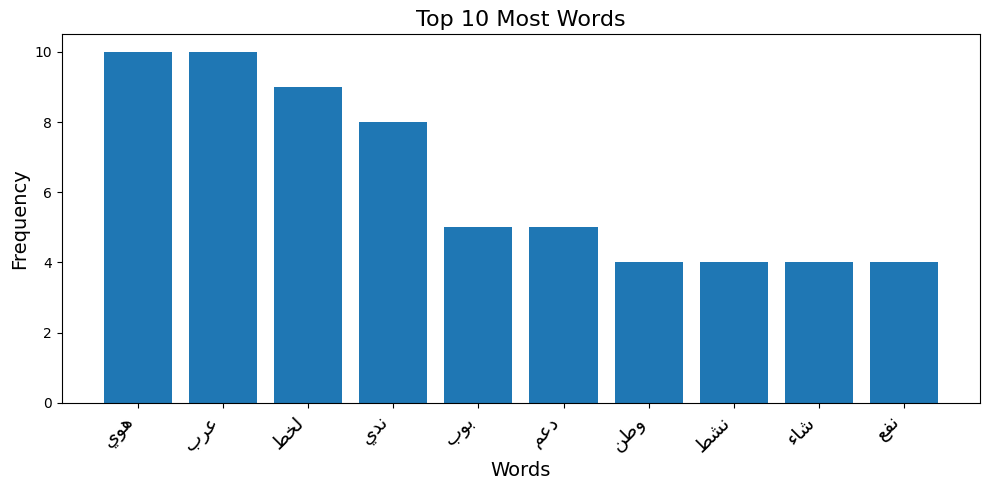 Top 10 Most Words
Frequency
10
8
6
4
2
0
هوي
عرب
لخط
ندي
بوب
دعم
وطن
نشط
شاء
نفع
Words